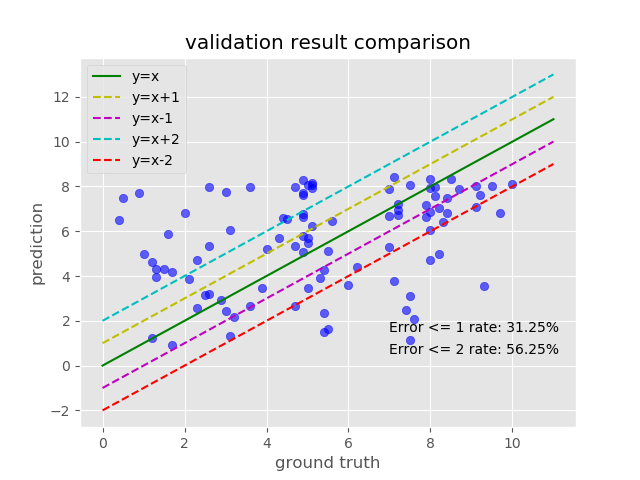 validation result comparison
y=x
y=x+1
y=x-1
y=x+2
y=x-2
12
10
8
6
4
2
0
−2
prediction
Error <= 1 rate: 31.25%
Error <= 2 rate: 56.25%
0 2 4 6 8 10
ground truth